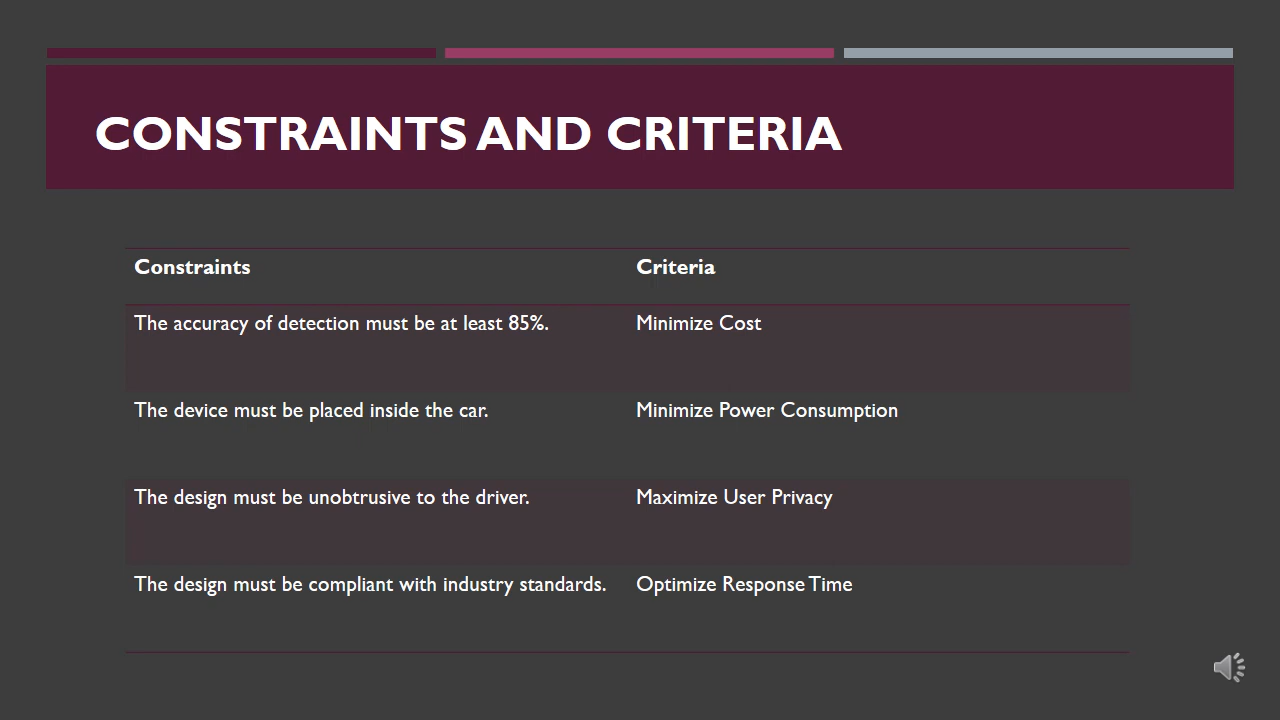 CONSTRAINTS AND CRITERIA
Constraints Criteria
The accuracy of detection must be at least 85%. Minimize Cost
The device must be placed inside the car. Minimize Power Consumption
The design must be unobtrusive to the driver. Maximize User Privacy
The design must be compliant with industry standards. Optimize Response Time